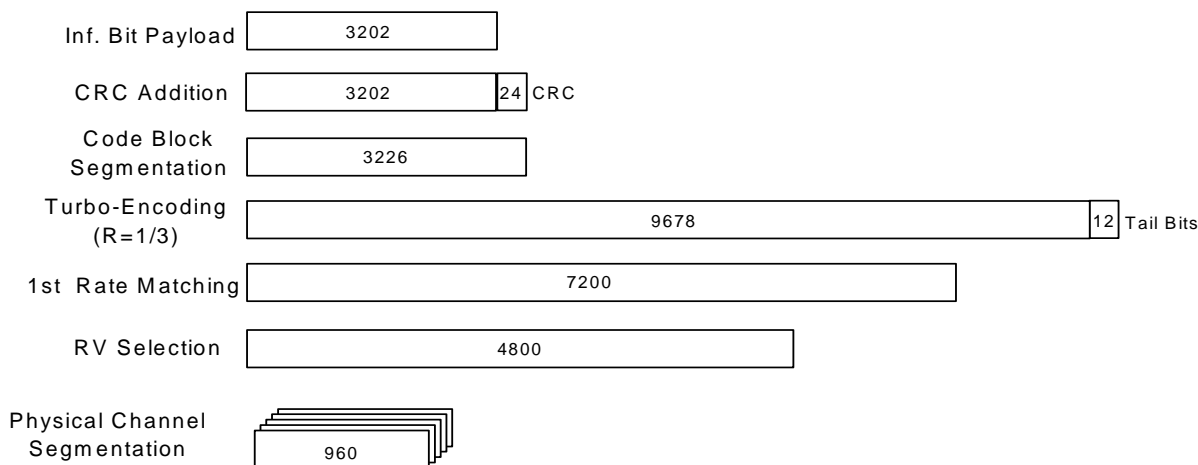 Inf. Bit Payload 3202
CRC Addition 3202 24 CRC
Code Block
Segmentation 3226
Turbo-Encoding
(R=1/3) 9678 12 Tail Bits
1st Rate Matching 7200
RV Selection 4800
Physical Channel
Segmentation 960